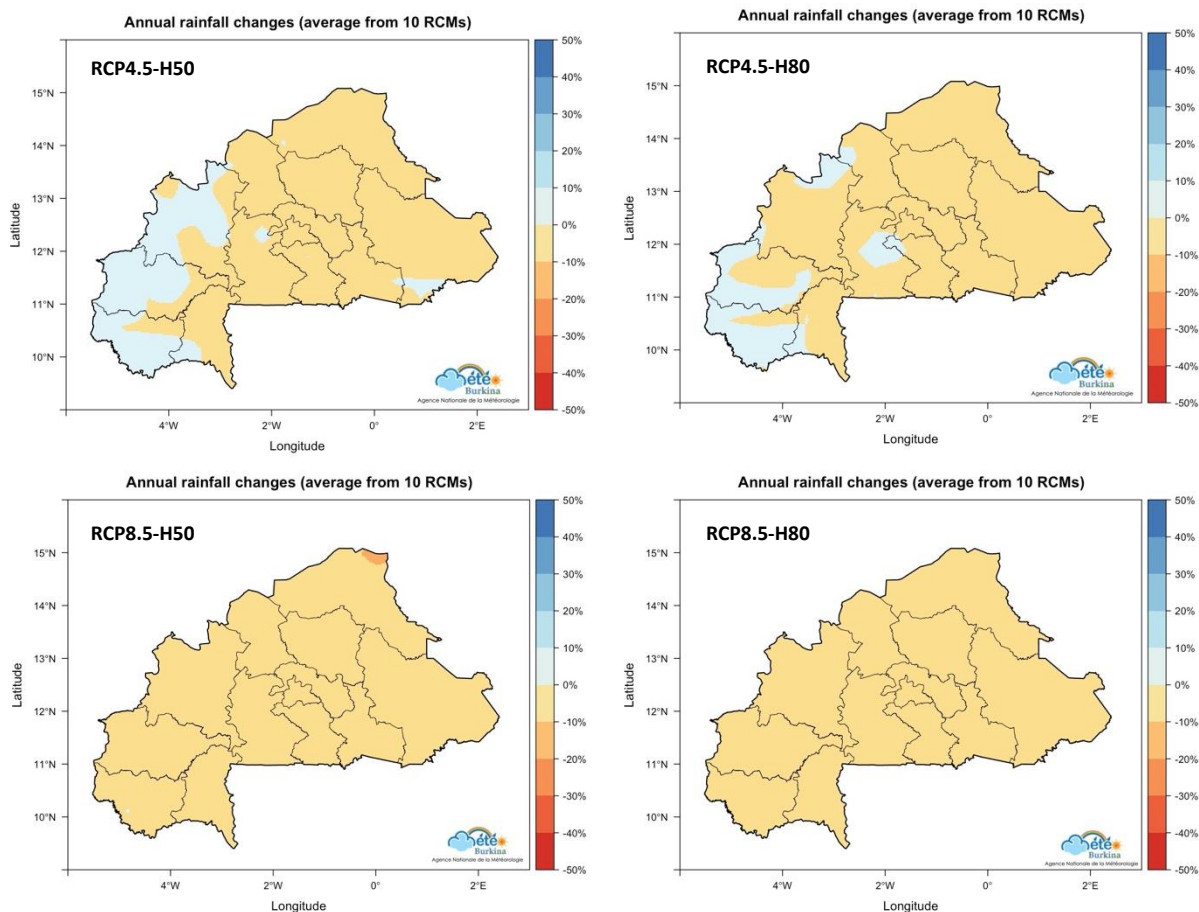 Annual rainfall changes (average from 10 RCMs)
RCP4.5-H50
15°N
14°N
13°N
12°N
11°N
10°N
Latitude
4°W 2°W 0° 2°E
Longitude
50%
40%
30%
20%
10%
0%
-10%
-20%
-30%
-40%
-50%
été
Burkina
Agence Nationale de la Météorologie
Annual rainfall changes (average from 10 RCMs)
RCP4.5-H80
15°N
14°N
13°N
12°N
11°N
10°N
Latitude
4°W 2°W 0° 2°E
Longitude
50%
40%
30%
20%
10%
0%
-10%
-20%
-30%
-40%
-50%
été
Burkina
Agence Nationale de la Météorologie
Annual rainfall changes (average from 10 RCMs)
RCP8.5-H50
15°N
14°N
13°N
12°N
11°N
10°N
Latitude
4°W 2°W 0° 2°E
Longitude
50%
40%
30%
20%
10%
0%
-10%
-20%
-30%
-40%
-50%
été
Burkina
Agence Nationale de la Météorologie
Annual rainfall changes (average from 10 RCMs)
RCP8.5-H80
15°N
14°N
13°N
12°N
11°N
10°N
Latitude
4°W 2°W 0° 2°E
Longitude
50%
40%
30%
20%
10%
0%
-10%
-20%
-30%
-40%
-50%
été
Burkina
Agence Nationale de la Météorologie